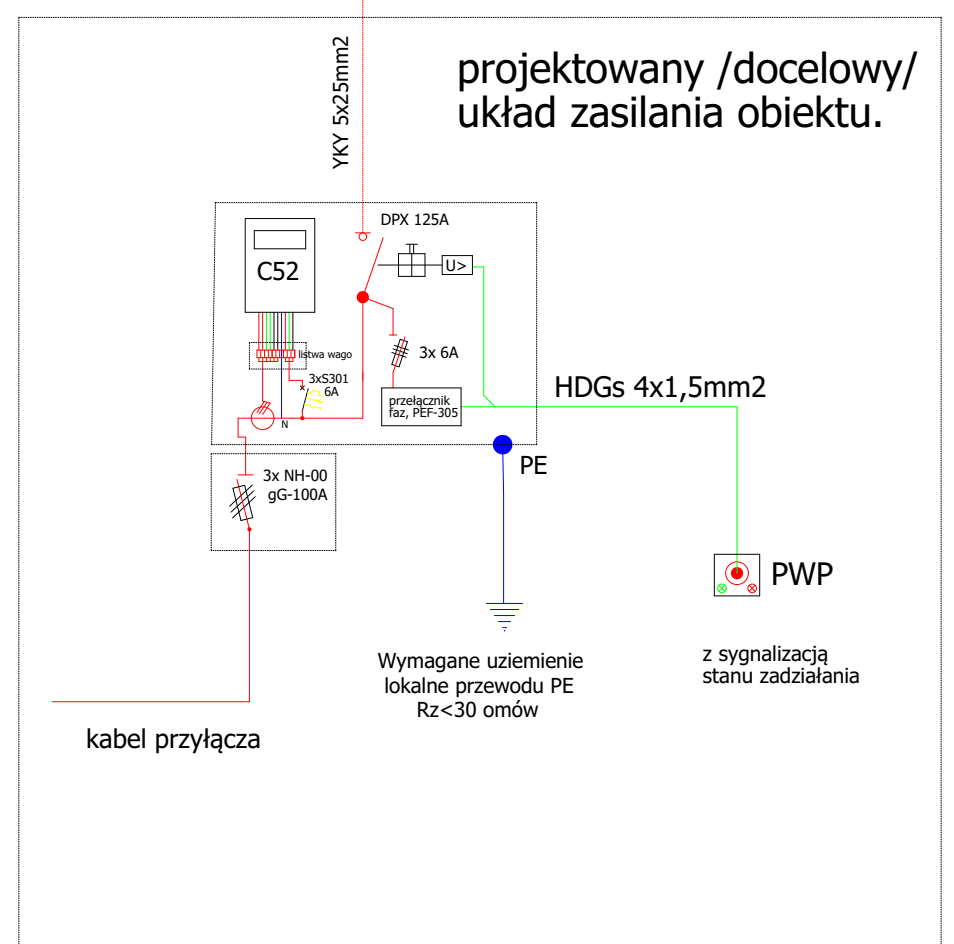 projektowany /docelowy/
układ zasilania obiektu.
YKY 5x25mm2
DPX 125A
C52
U>
listwa wago
3x 6A
3xS301
6A
przełącznik
faz, PEF-305
HDGs 4x1,5mm2
N
PE
3x NH-00
gG-100A
PWP
z sygnalizacją
stanu zadziałania
Wymagane uziemienie
lokalne przewodu PE
Rz<30 omów
kabel przyłącza